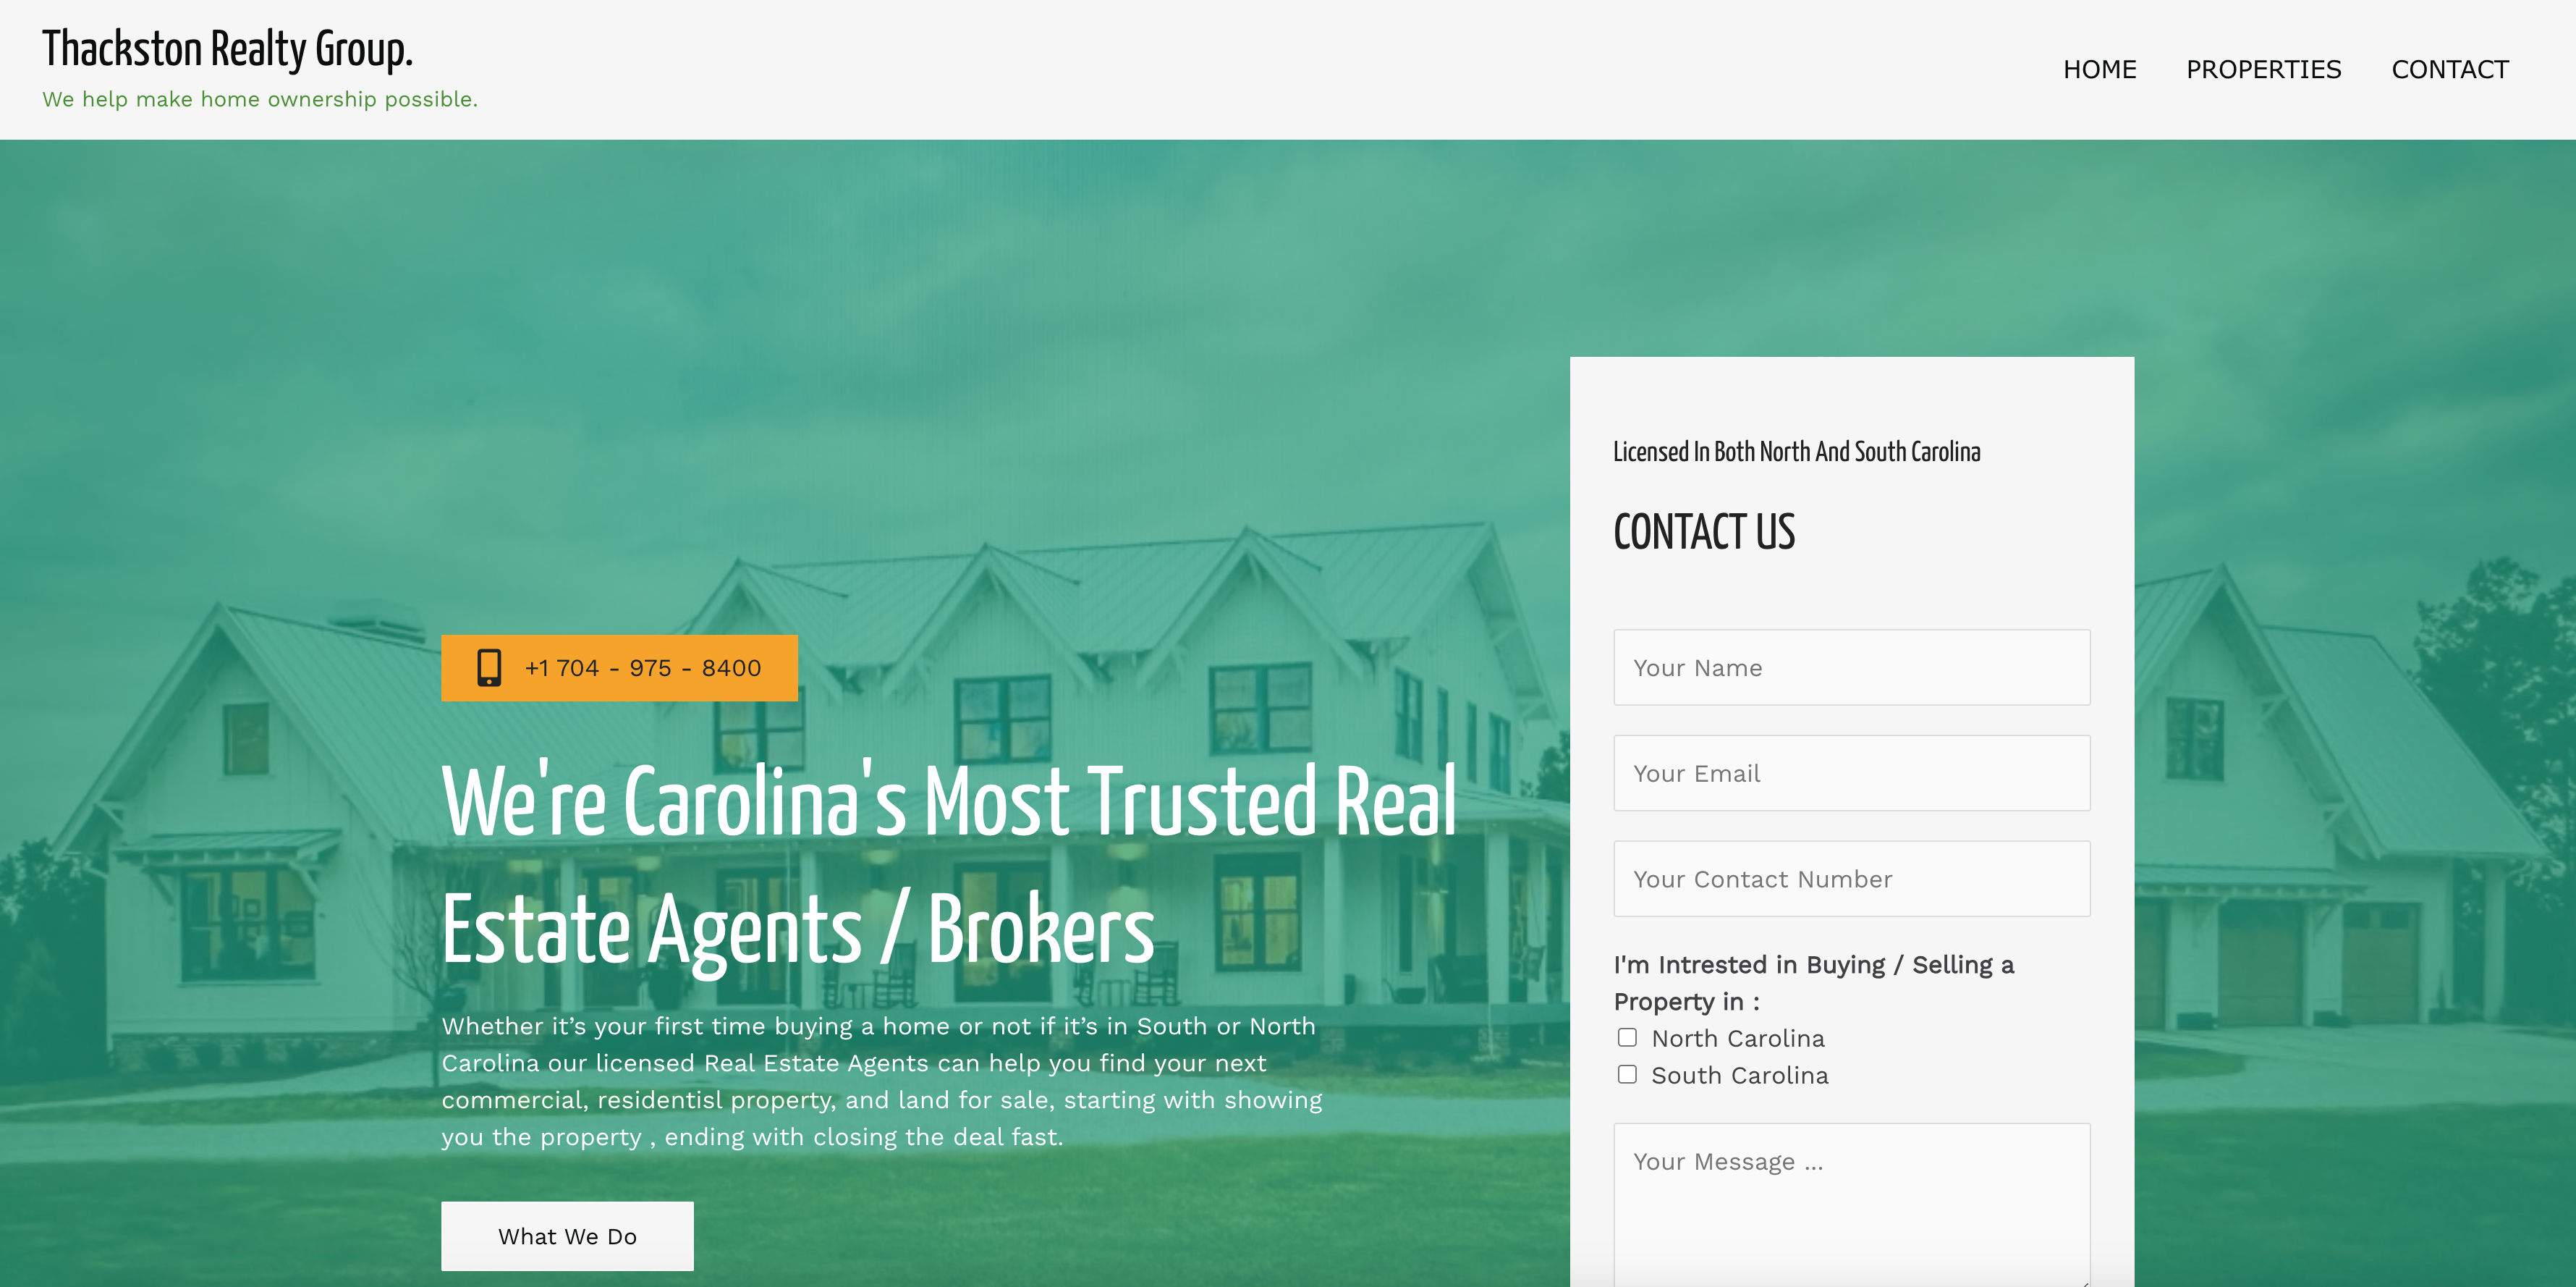 Thackston Realty Group.
We help make home ownership possible.
HOME PROPERTIES CONTACT
+1 704 - 975 - 8400
We're Carolina's Most Trusted Real
Estate Agents / Brokers
Whether it’s your first time buying a home or not if it’s in South or North
Carolina our licensed Real Estate Agents can help you find your next
commercial, residentisl property, and land for sale, starting with showing
you the property , ending with closing the deal fast.
What We Do
Licensed In Both North And South Carolina
CONTACT US
Your Name
Your Email
Your Contact Number
I'm Intrested in Buying / Selling a
Property in :
North Carolina
South Carolina
Your Message ...